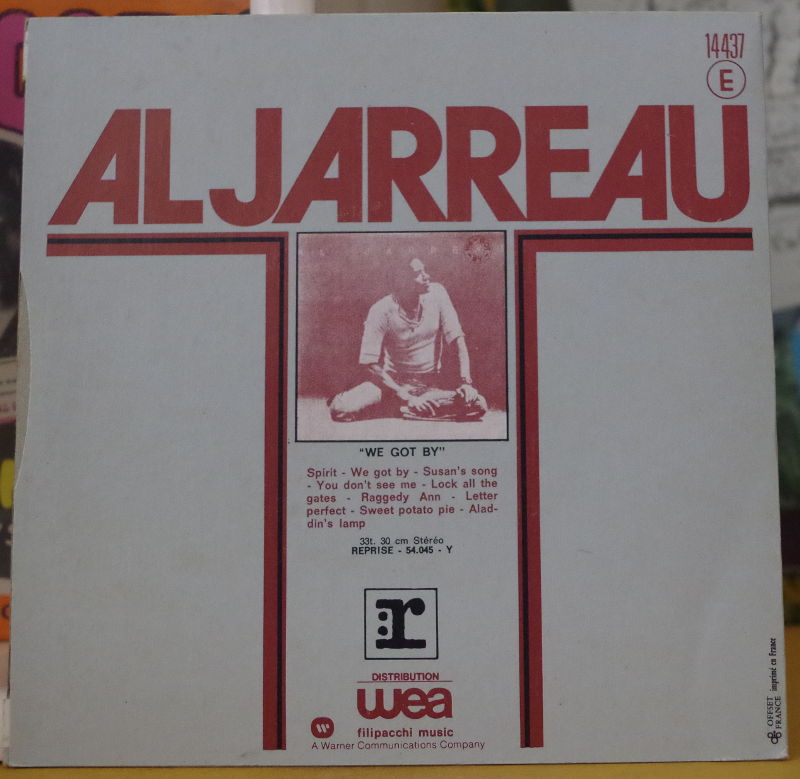 14437
E
AL JARREAU
"WE GOT BY"
Spirit - We got by - Susan's song
- You don't see me - Lock all the
gates - Raggedy Ann - Letter
perfect - Sweet potato pie - Alad-
din's lamp
33t. 30 cm Stéréo
REPRISE - 54.045 - Y
:r
DISTRIBUTION
wea
filipacchi music
A Warner Communications Company
OFFSET
FRANCE
imprimé en France